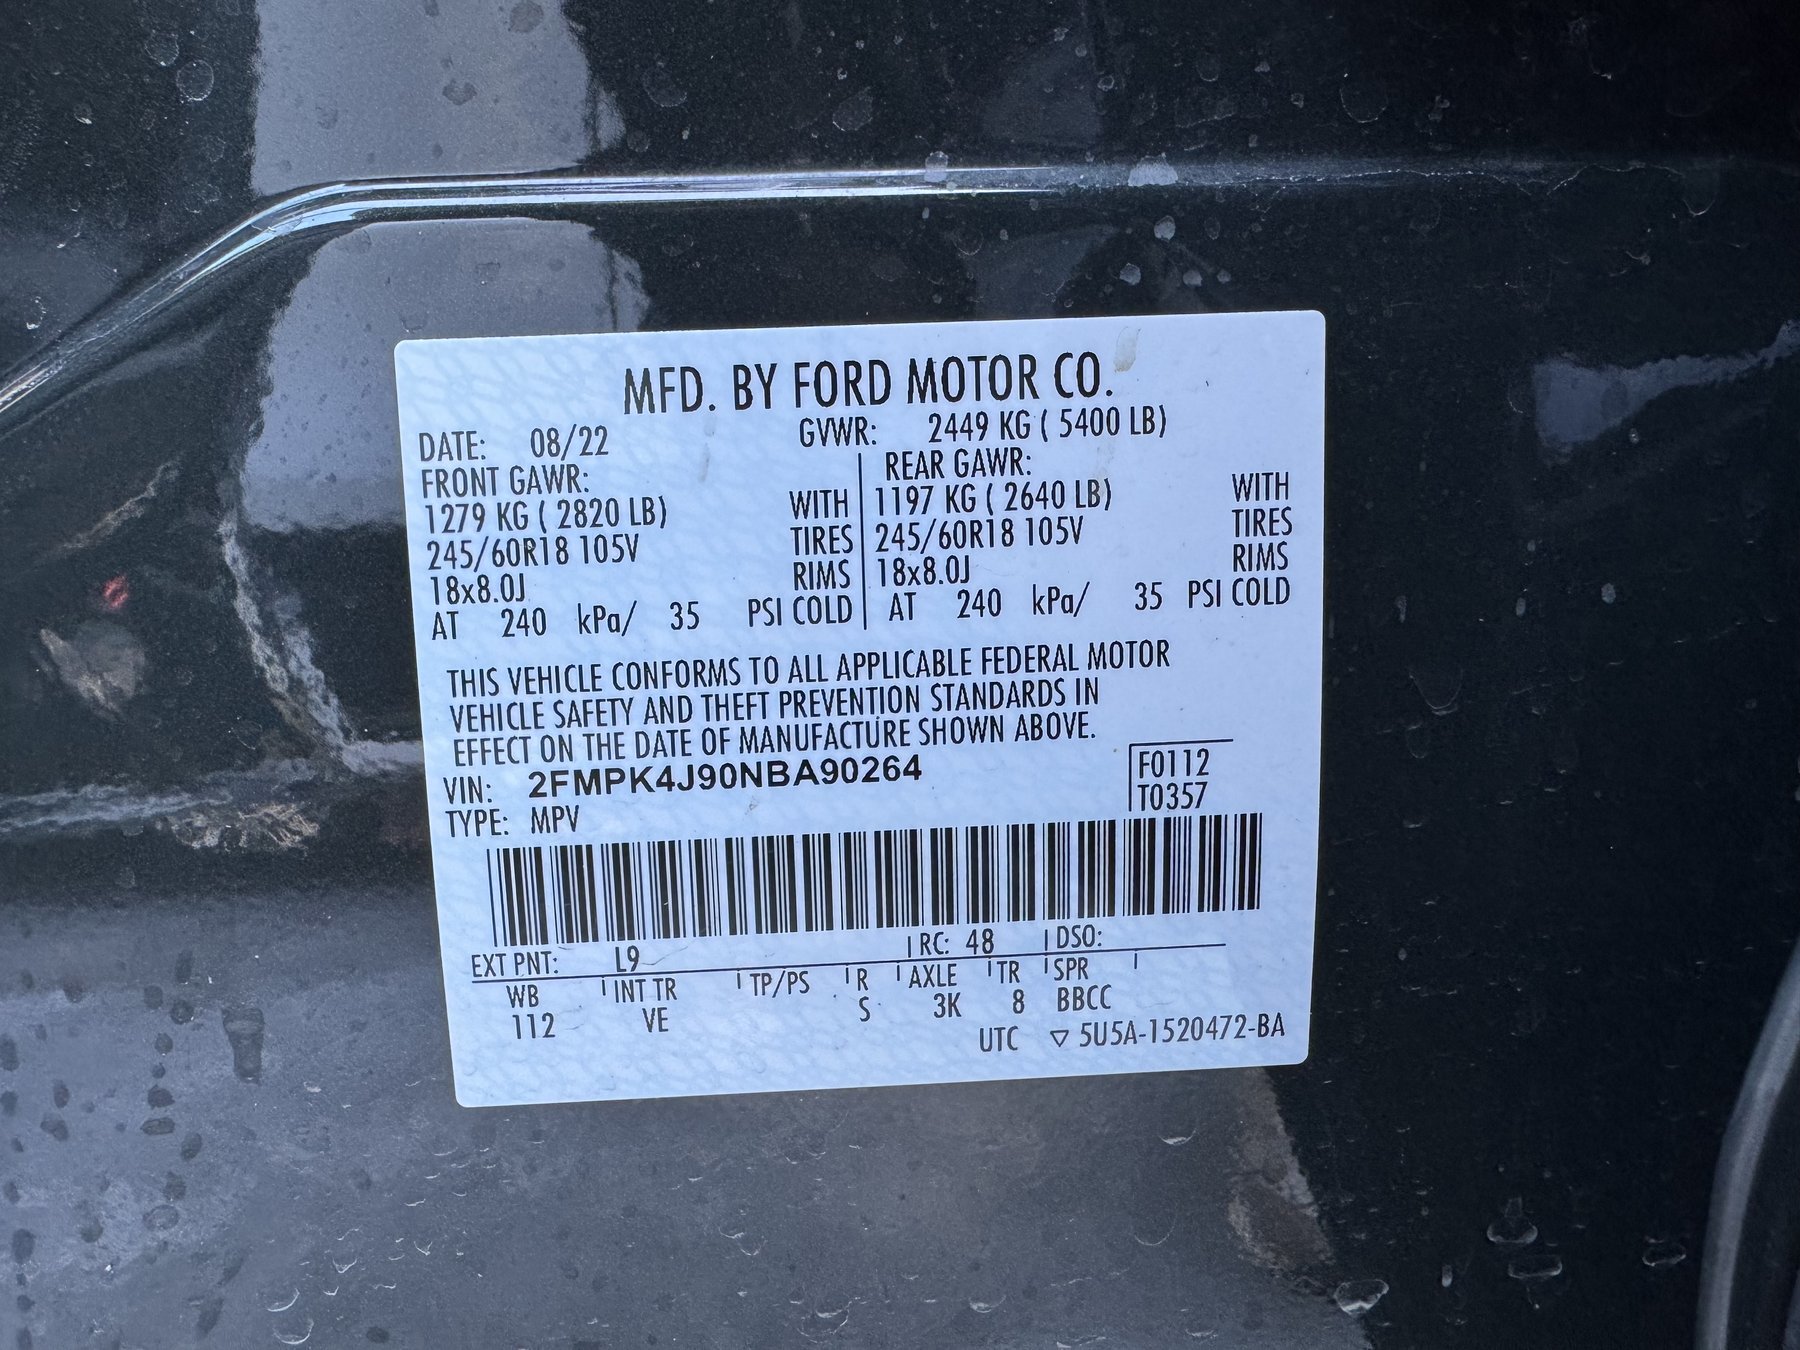 MFD. BY FORD MOTOR CO.
DATE: 08/22 GVWR: 2449 KG ( 5400 LB)
FRONT GAWR: REAR GAWR:
1279 KG ( 2820 LB) WITH 1197 KG ( 2640 LB) WITH
245/60R18 105V TIRES 245/60R18 105V TIRES
18x8.0J RIMS 18x8.0J RIMS
AT 240 kPa/ 35 PSI COLD AT 240 kPa/ 35 PSI COLD
THIS VEHICLE CONFORMS TO ALL APPLICABLE FEDERAL MOTOR
VEHICLE SAFETY AND THEFT PREVENTION STANDARDS IN
EFFECT ON THE DATE OF MANUFACTURE SHOWN ABOVE.
VIN: 2FMPK4J90NBA90264 F0112
TYPE: MPV T0357
EXT PNT: L9 RC: 48 DSO:
WB INT TR TP/PS R AXLE TR SPR
112 VE S 3K 8 BBCC
UTC ▽ 5U5A-1520472-BA